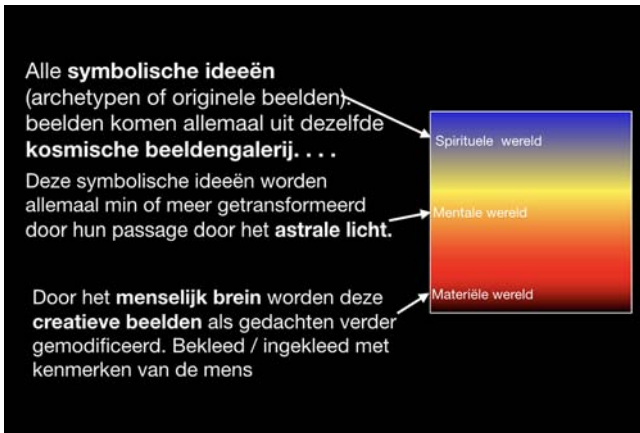 Alle symbolische ideeën
(archetypen of originele beelden).
beelden komen allemaal uit dezelfde
kosmische beeldengalerij. . . .
Deze symbolische ideeën worden
allemaal min of meer getransformeerd
door hun passage door het astrale licht.
Door het menselijk brein worden deze
creatieve beelden als gedachten verder
gemodificeerd. Bekleed / ingekleed met
kenmerken van de mens
Spirituele wereld
Mentale wereld
Materiële wereld